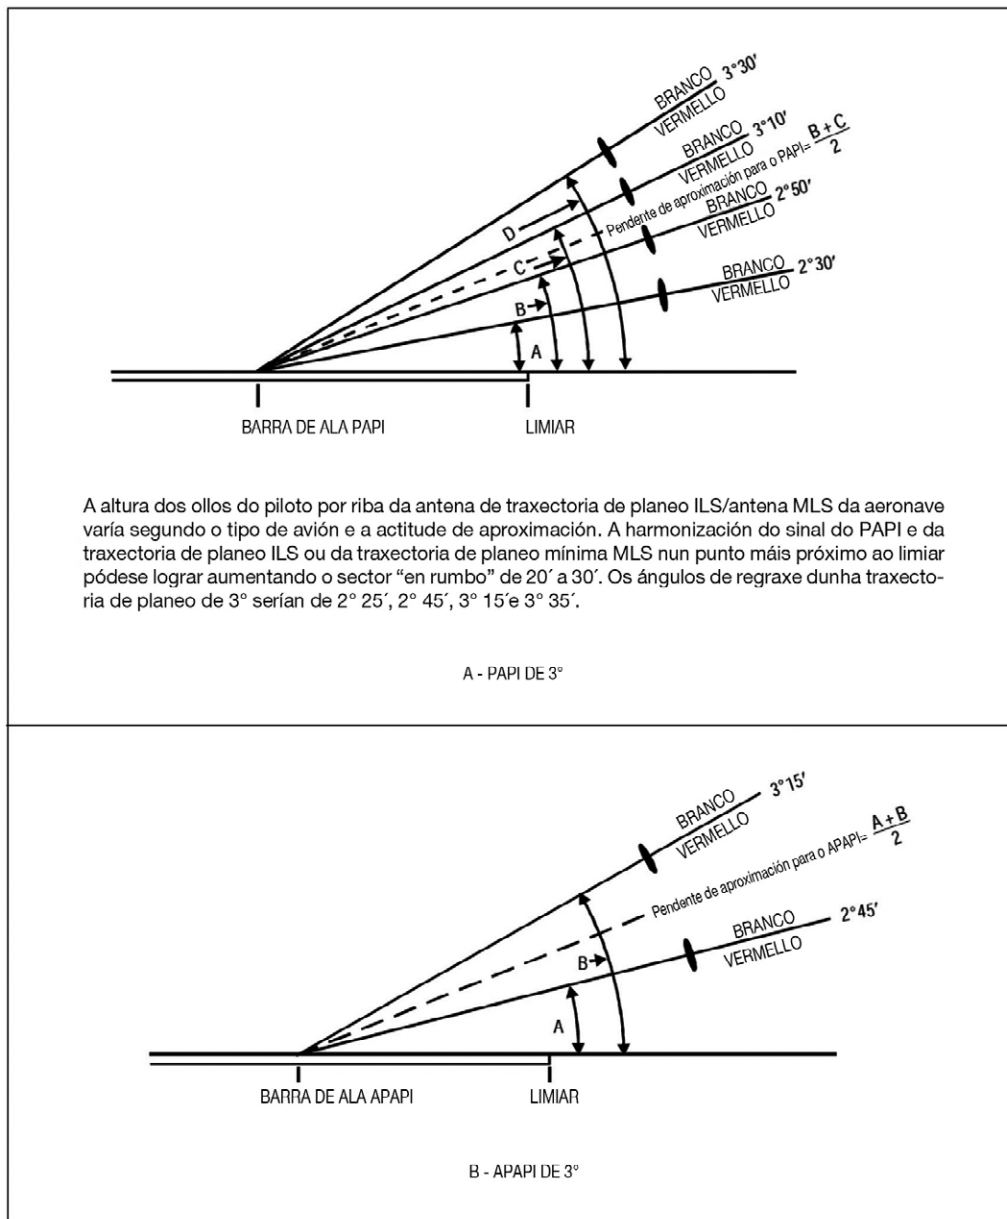 BRANCO 3°30′
VERMELLO
BRANCO 3°10′
VERMELLO
Pendente de aproximación para o PAPI= B + C
2
BRANCO 2°50′
VERMELLO
BRANCO 2°30′
VERMELLO
D
C
B
A
BARRA DE ALA PAPI
LIMIAR
A altura dos ollos do piloto por riba da antena de traxectoria de planeo ILS/antena MLS da aeronave
varía segundo o tipo de avión e a actitude de aproximación. A harmonización do sinal do PAPI e da
traxectoria de planeo ILS ou da traxectoria de planeo mínima MLS nun punto máis próximo ao limiar
pódese lograr aumentando o sector “en rumbo” de 20´ a 30´. Os ángulos de regraxe dunha traxecto-
ria de planeo de 3° serían de 2° 25´, 2° 45´, 3° 15´e 3° 35´.
A - PAPI DE 3°
BRANCO 3°15′
VERMELLO
Pendente de aproximación para o APAPI= A + B
2
BRANCO 2°45′
VERMELLO
B
A
BARRA DE ALA APAPI
LIMIAR
B - APAPI DE 3°